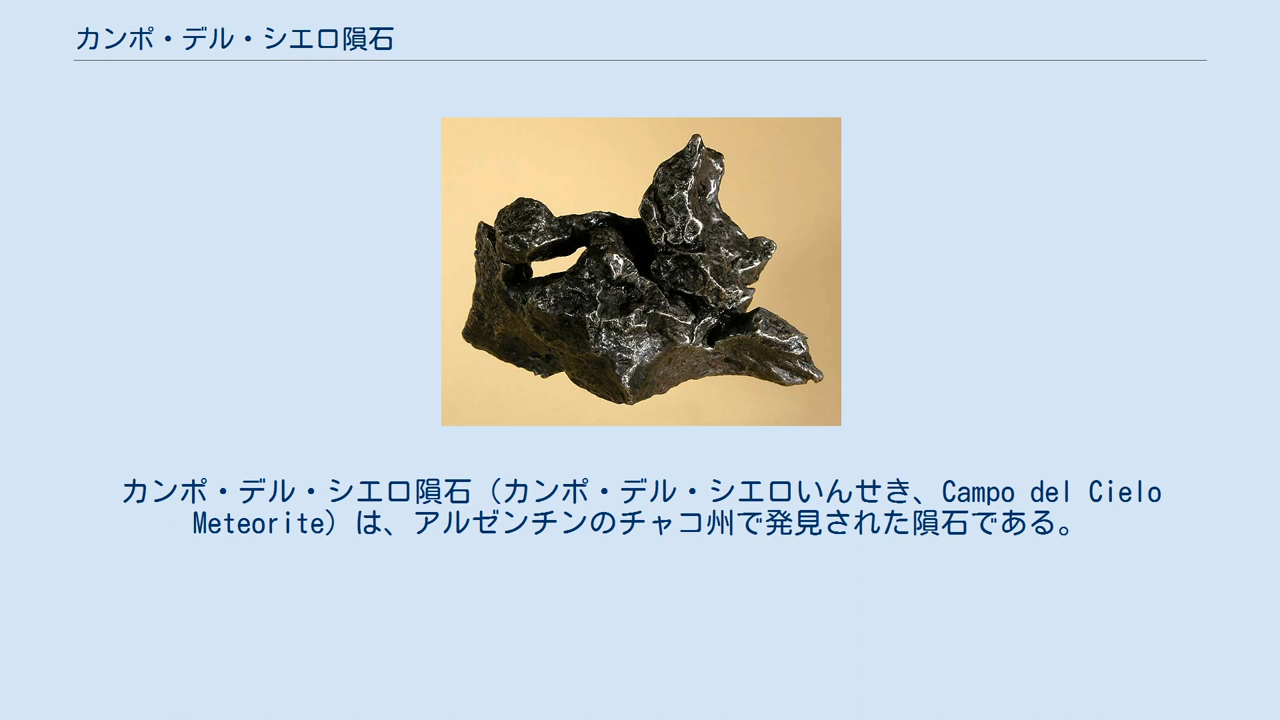 カンポ・デル・シエロ隕石
カンポ・デル・シエロ隕石（カンポ・デル・シエロいんせき、Campo del Cielo
Meteorite）は、アルゼンチンのチャコ州で発見された隕石である。